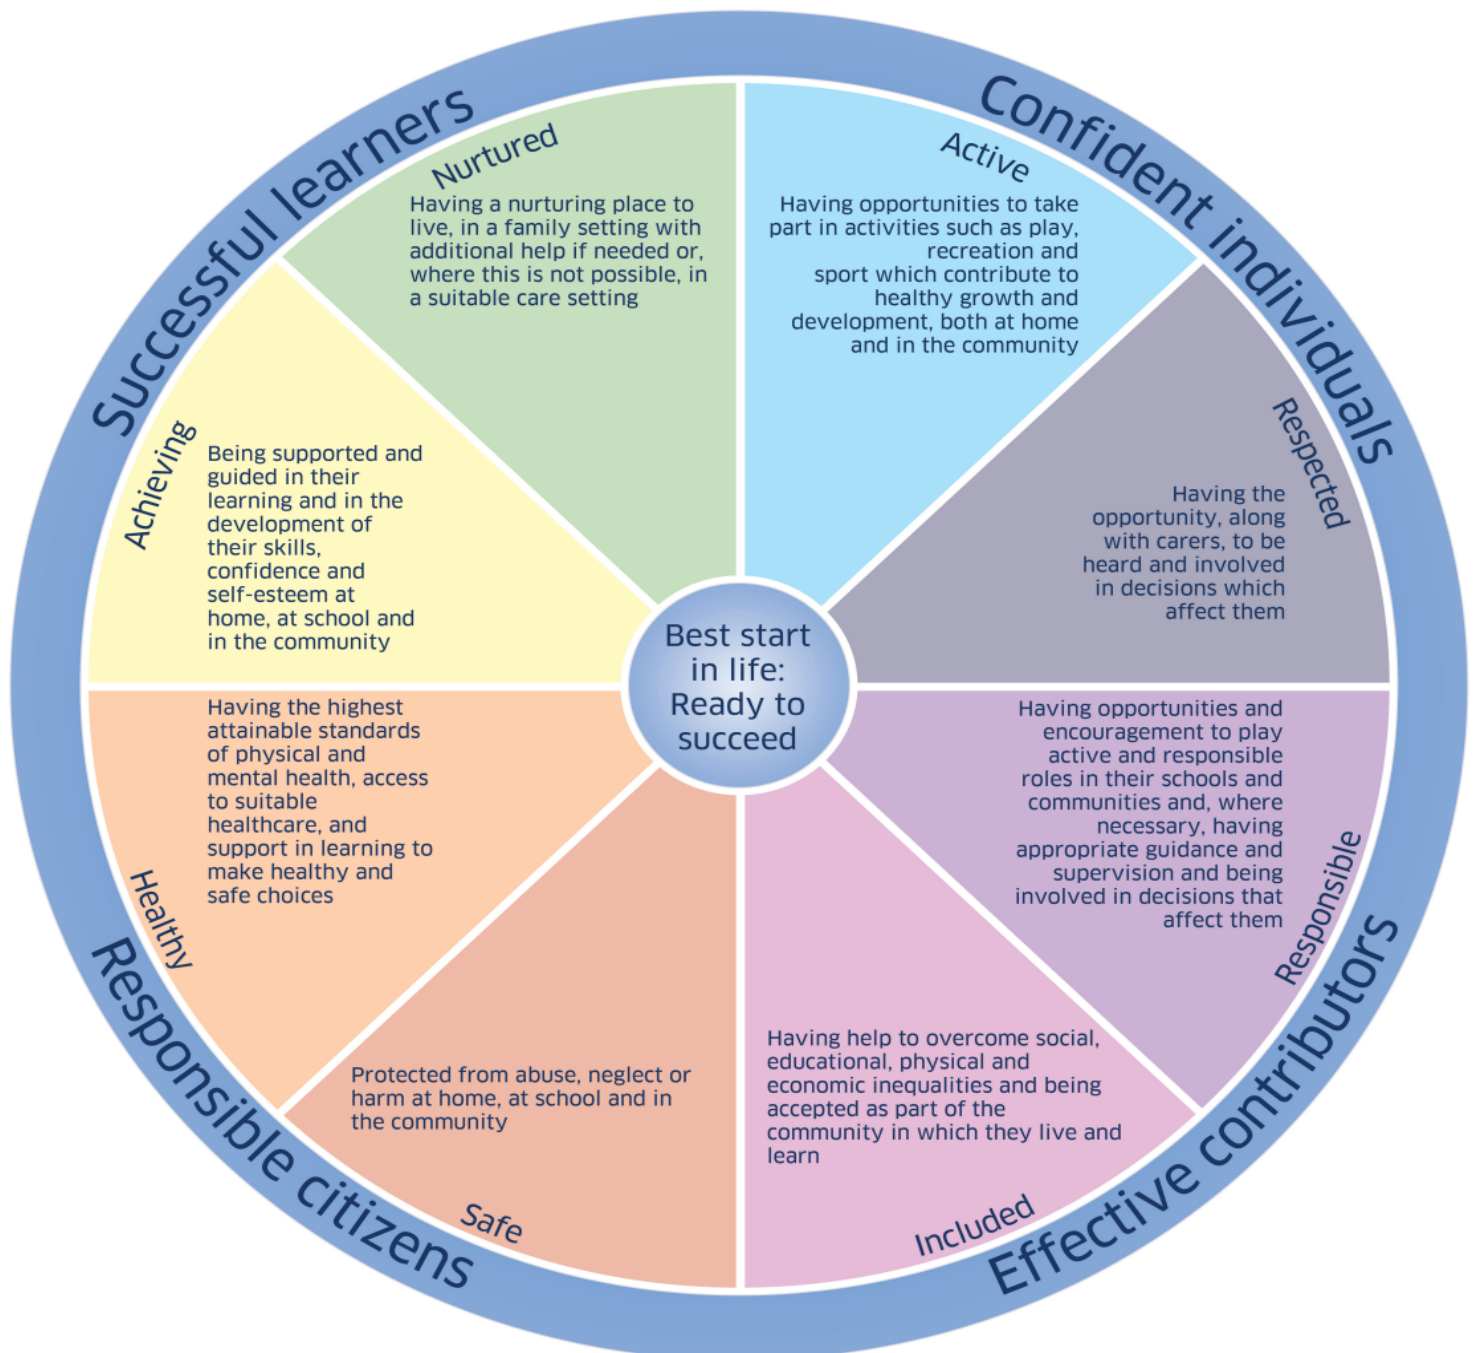 Successful learners
Confident individuals
Nurtured
Having a nurturing place to
live, in a family setting with
additional help if needed or,
where this is not possible, in
a suitable care setting
Active
Having opportunities to take
part in activities such as play,
recreation and
sport which contribute to
healthy growth and
development, both at home
and in the community
Achieving
Being supported and
guided in their
learning and in the
development of
their skills,
confidence and
self-esteem at
home, at school and
in the community
Respected
Having the
opportunity, along
with carers, to be
heard and involved
in decisions which
affect them
Best start
in life:
Ready to
succeed
Healthy
Having the highest
attainable standards
of physical and
mental health, access
to suitable
healthcare, and
support in learning to
make healthy and
safe choices
Responsible
Having opportunities and
encouragement to play
active and responsible
roles in their schools and
communities and, where
necessary, having
appropriate guidance and
supervision and being
involved in decisions that
affect them
Protected from abuse, neglect or
harm at home, at school and in
the community
Safe
Having help to overcome social,
educational, physical and
economic inequalities and being
accepted as part of the
community in which they live and
learn
Included
Responsible citizens
Effective contributors